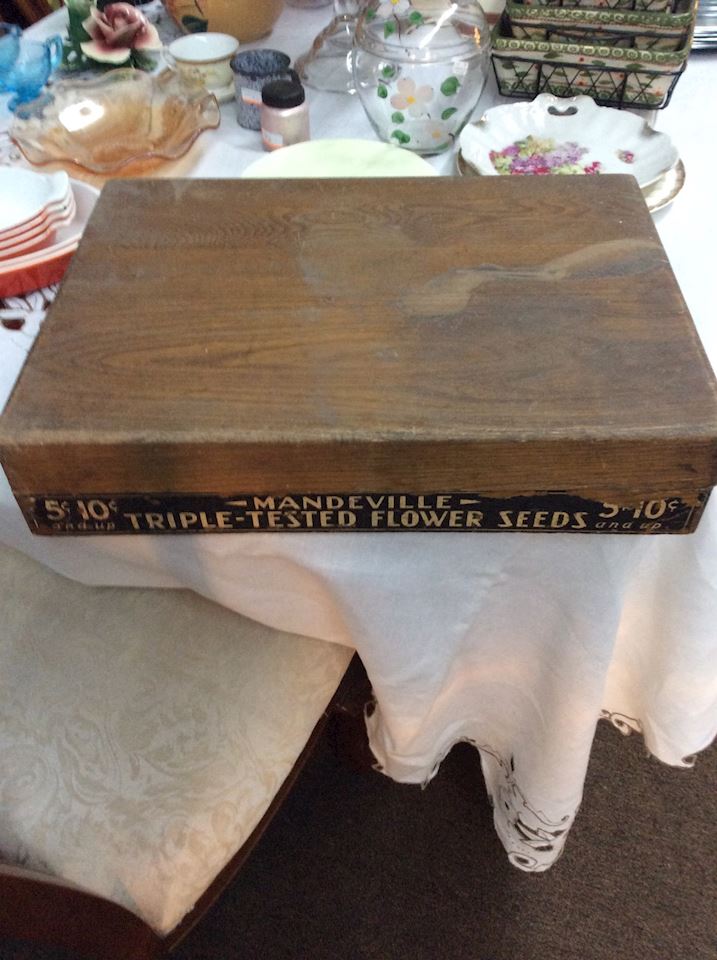 5¢ 10¢ MANDEVILLE 5¢ 10¢
and up TRIPLE-TESTED FLOWER SEEDS and up